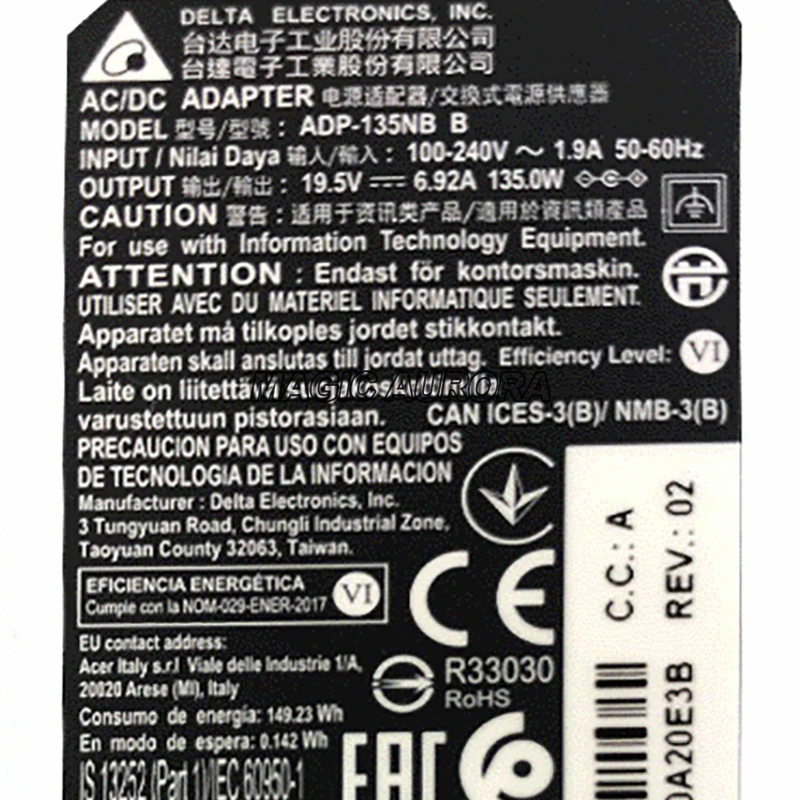 DELTA ELECTRONICS, INC.
台达电子工业股份有限公司
台達電子工業股份有限公司
AC/DC ADAPTER 电源适配器/交換式電源供應器
MODEL 型号/型號 : ADP-135NB B
INPUT / Nilai Daya 输入/輸入 : 100-240V ～ 1.9A 50-60Hz
OUTPUT 输出/輸出 : 19.5V ⎓ 6.92A 135.0W
CAUTION 警告 : 适用于资讯类产品/適用於資訊類產品
For use with Information Technology Equipment.
ATTENTION : Endast för kontorsmaskin.
UTILISER AVEC DU MATERIEL INFORMATIQUE SEULEMENT.
Apparatet må tilkoples jordet stikkontakt.
Apparaten skall anslutas till jordat uttag. Efficiency Level: VI
Laite on liitettävä
MAGIC AURORA
varustettuun pistorasiaan. CAN ICES-3(B)/ NMB-3(B)
PRECAUCION PARA USO CON EQUIPOS
DE TECNOLOGIA DE LA INFORMACION
Manufacturer : Delta Electronics, Inc.
3 Tungyuan Road, Chungli Industrial Zone,
Taoyuan County 32063, Taiwan.
EFICIENCIA ENERGÉTICA
Cumple con la NOM-029-ENER-2017
VI
CE
EU contact address:
Acer Italy s.r.l Viale delle Industrie 1/A,
20020 Arese (MI), Italy
R33030
RoHS
Consumo de energía: 149.23 Wh
En modo de espera: 0.142 Wh
IS 13252 (Part 1)/IEC 60950-1
EAC
C.C.: A
REV.: 02
0A20E3B